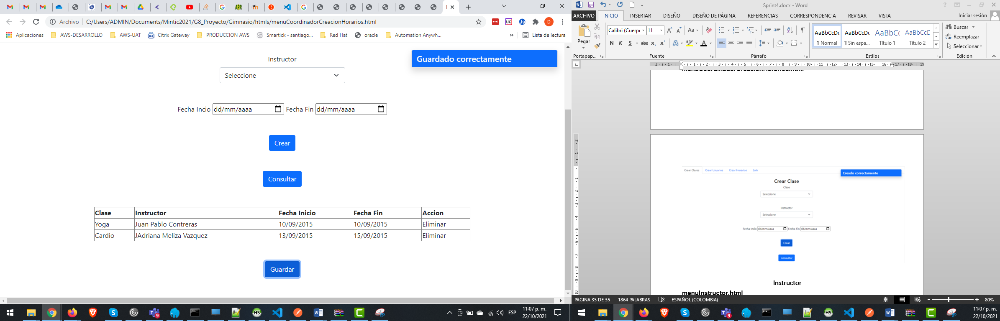 Archivo C:/Users/ADMIN/Documents/Mintic2021/G8_Proyecto/Gimnasio/htmls/menuCoordinadorCreacionHorarios.html
Aplicaciones AWS-DESARROLLO AWS-UAT Citrix Gateway PRODUCCION AWS Smartick - santiago... Red Hat oracle Automation Anywh... » Lista de lectura
Guardado correctamente
Instructor
Seleccione
Fecha Incio dd/mm/aaaa Fecha Fin dd/mm/aaaa
Crear
Consultar
Clase Instructor Fecha Inicio Fecha Fin Accion
Yoga Juan Pablo Contreras 10/09/2015 10/09/2015 Eliminar
Cardio JAdriana Meliza Vazquez 13/09/2015 15/09/2015 Eliminar
Guardar
ESP
11:07 p. m.
22/10/2021
Sprint4.docx - Word
ARCHIVO INICIO INSERTAR DISEÑO DISEÑO DE PÁGINA REFERENCIAS CORRESPONDENCIA REVISAR VISTA Iniciar sesión
Pegar
Calibri (Cuerpo 11
N K S abc x₂ x²
AaBbCcDc AaBbCcDc AaBbCc AaBbCcE
¶ Normal ¶ Sin espa... Título 1 Título 2
Buscar
Reemplazar
Seleccionar
Portapap... Fuente Párrafo Estilos Edición
menuCoordinadorCreacionHorarios.html
Crear Clases Crear Usuarios Crear Horarios Salir
Creado correctamente
Crear Clase
Clase
Seleccione
Instructor
Seleccione
Fecha Incio dd/mm/aaaa Fecha Fin dd/mm/aaaa
Crear
Consultar
Instructor
menuInstructor.html
PÁGINA 35 DE 35 1864 PALABRAS ESPAÑOL (COLOMBIA) 80%
11:07 p. m.
22/10/2021